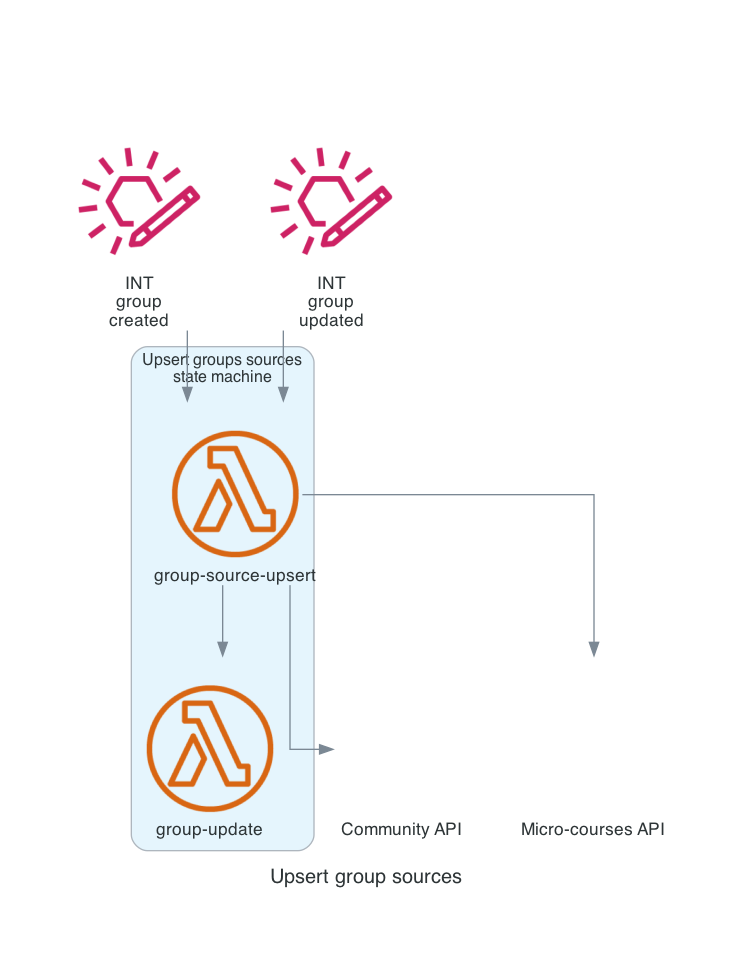 INT
group
created
INT
group
updated
Upsert groups sources
state machine
group-source-upsert
group-update
Community API
Micro-courses API
Upsert group sources